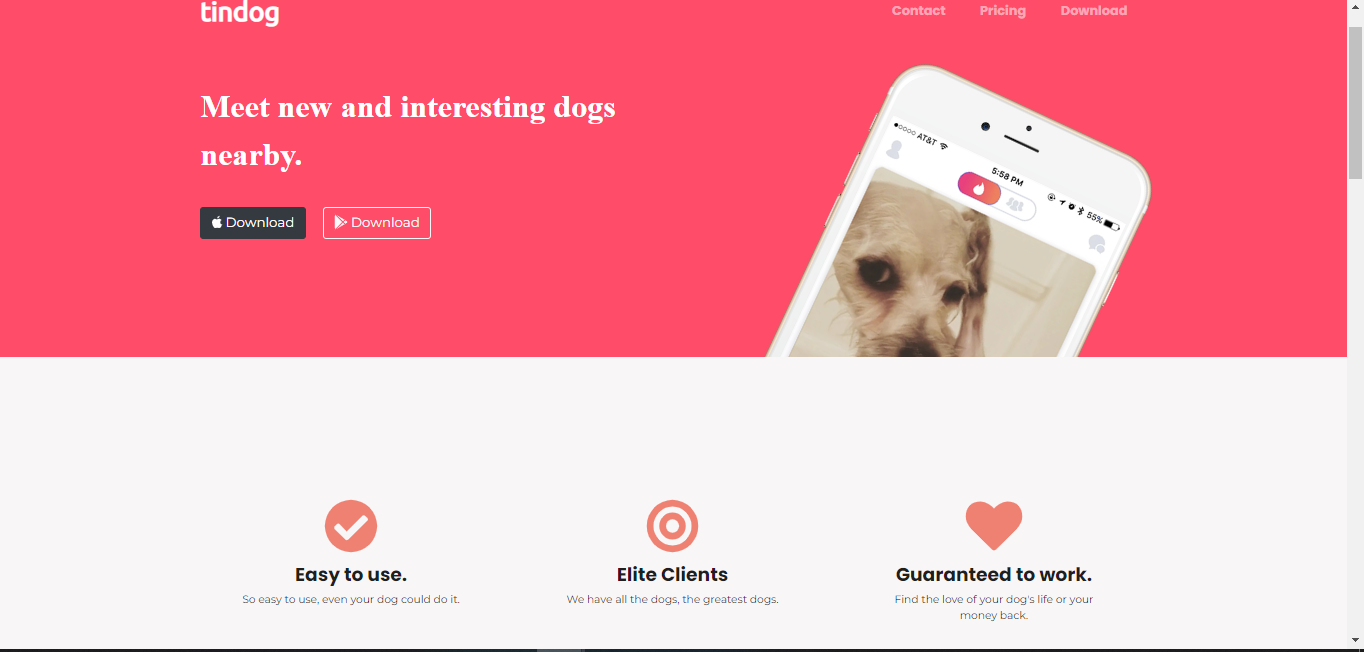 tindog
Contact Pricing Download
Meet new and interesting dogs
nearby.
Download Download
AT&T
5:58 PM
55%
Easy to use.
So easy to use, even your dog could do it.
Elite Clients
We have all the dogs, the greatest dogs.
Guaranteed to work.
Find the love of your dog's life or your
money back.